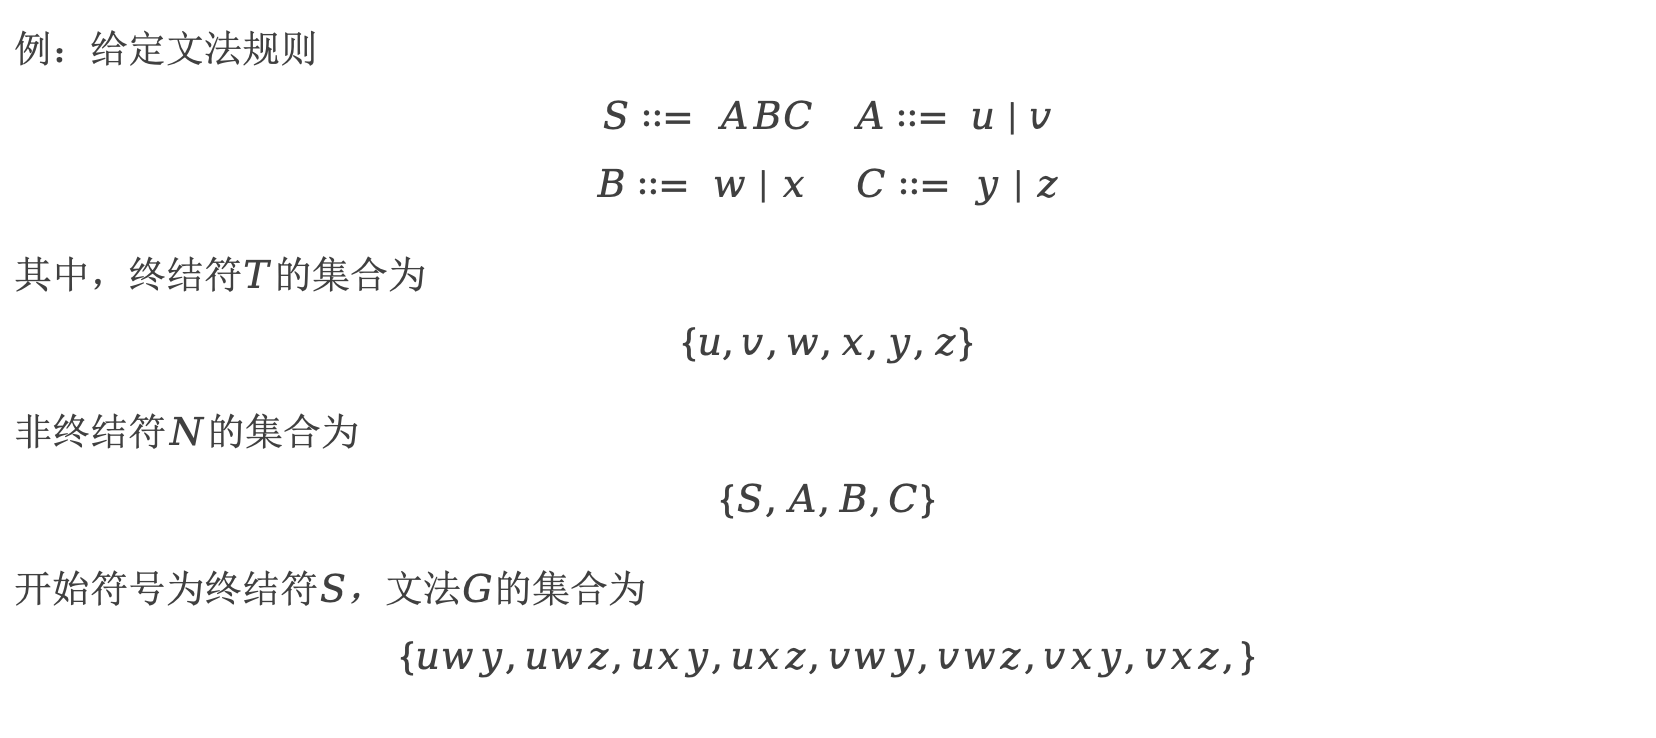 例：给定文法规则
S ::= ABC A ::= u | v
B ::= w | x C ::= y | z
其中，终结符T的集合为
{u, v, w, x, y, z}
非终结符N的集合为
{S, A, B, C}
开始符号为终结符S，文法G的集合为
{uwy, uwz, uxy, uxz, vwy, vwz, vxy, vxz, }